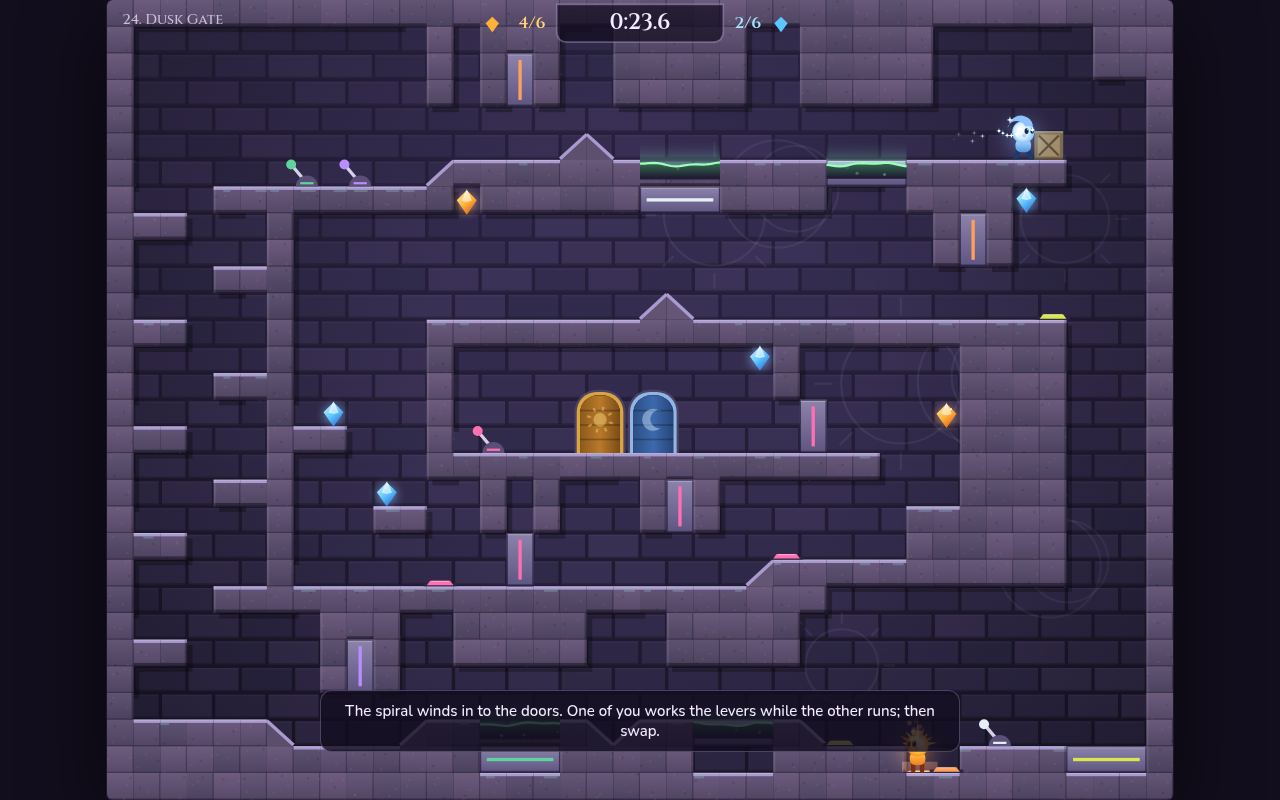 24. Dusk Gate
4/6
0:23.6
2/6
The spiral winds in to the doors. One of you works the levers while the other runs; then
swap.